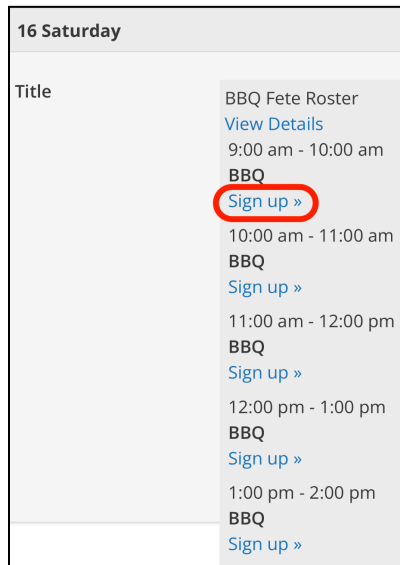 16 Saturday
Title
BBQ Fete Roster
View Details
9:00 am - 10:00 am
BBQ
Sign up »
10:00 am - 11:00 am
BBQ
Sign up »
11:00 am - 12:00 pm
BBQ
Sign up »
12:00 pm - 1:00 pm
BBQ
Sign up »
1:00 pm - 2:00 pm
BBQ
Sign up »